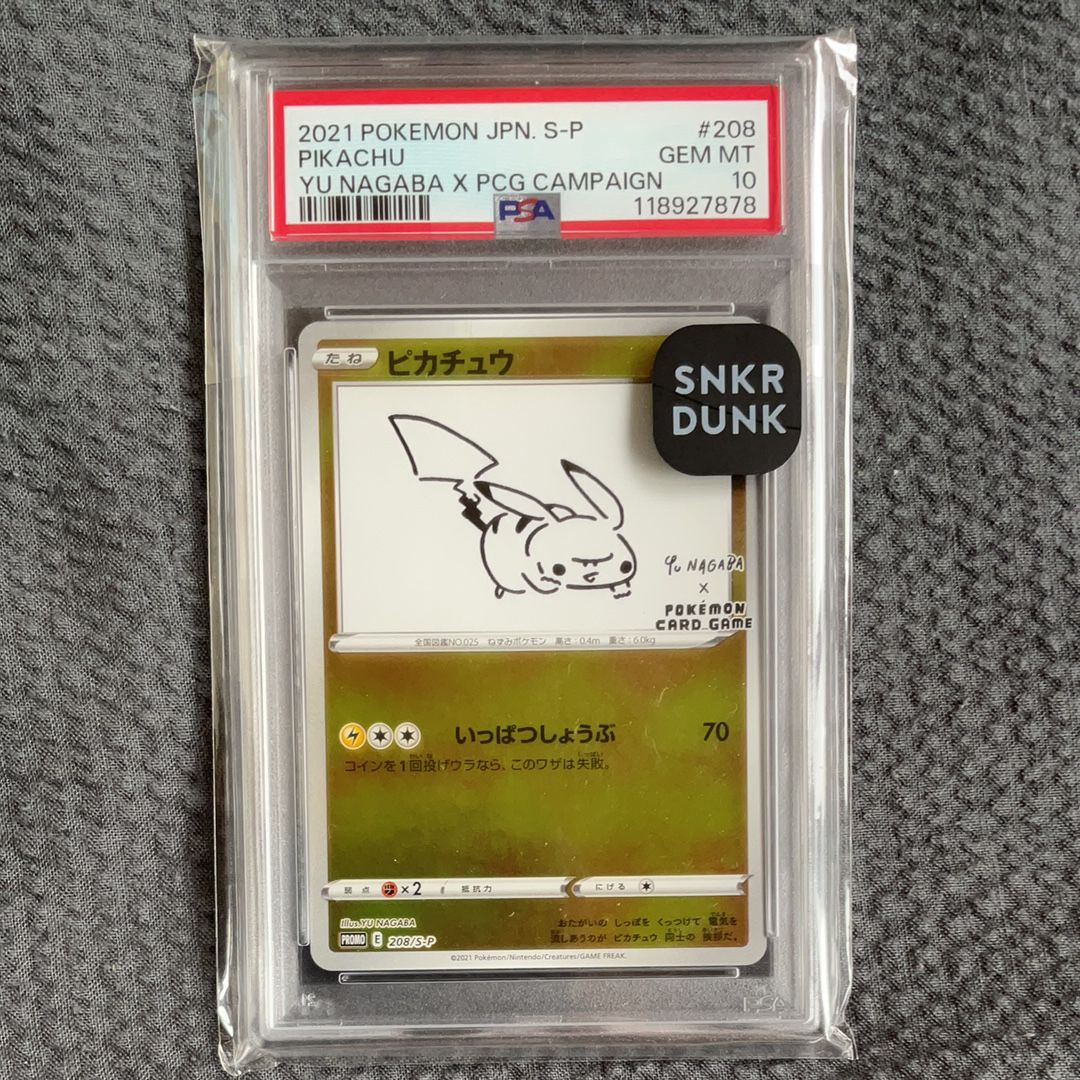 2021 POKEMON JPN. S-P #208
PIKACHU GEM MT
YU NAGABA X PCG CAMPAIGN 10
PSA 118927878
たね ピカチュウ
SNKR
DUNK
Yu NAGABA
×
POKÉMON
CARD GAME
全国図鑑NO.025 ねずみポケモン 高さ:0.4m 重さ:6.0kg
いっぱつしょうぶ 70
コインを1回投げウラなら、このワザは失敗。
弱点 ×2 抵抗力 にげる
Illus. YU NAGABA
PROMO E 208/S-P
おたがいの しっぽを くっつけて 電気を
流しあうのが ピカチュウ 同士の 挨拶だ。
©2021 Pokémon/Nintendo/Creatures/GAME FREAK.
PSA